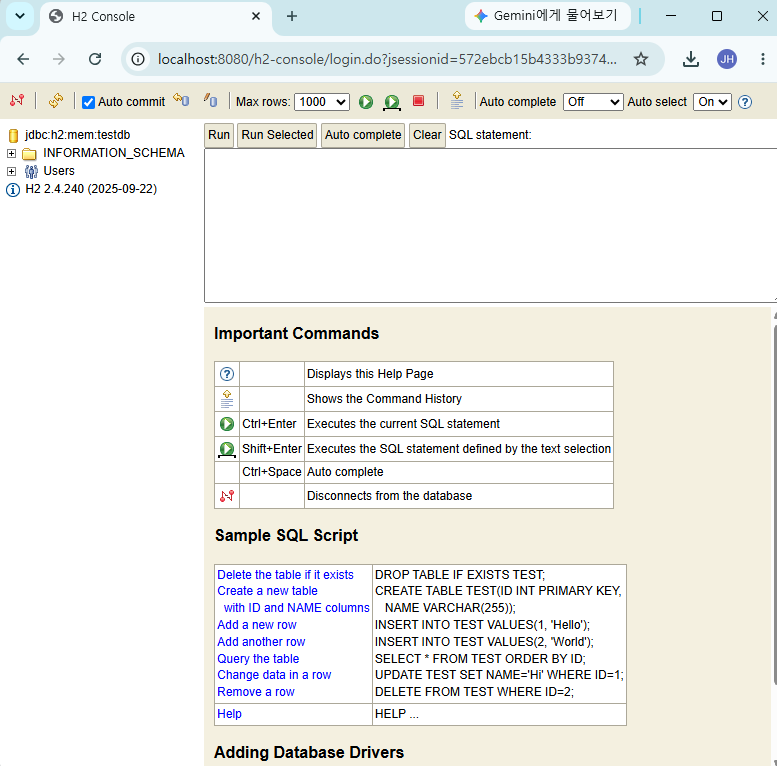 H2 Console
Gemini에게 물어보기
localhost:8080/h2-console/login.do?jsessionid=572ebcb15b4333b9374...
JH
Auto commit
Max rows: 1000
Auto complete Off
Auto select On
jdbc:h2:mem:testdb
INFORMATION_SCHEMA
Users
H2 2.4.240 (2025-09-22)
Run Run Selected Auto complete Clear SQL statement:
Important Commands
Displays this Help Page
Shows the Command History
Ctrl+Enter Executes the current SQL statement
Shift+Enter Executes the SQL statement defined by the text selection
Ctrl+Space Auto complete
Disconnects from the database
Sample SQL Script
Delete the table if it exists DROP TABLE IF EXISTS TEST;
Create a new table CREATE TABLE TEST(ID INT PRIMARY KEY,
with ID and NAME columns NAME VARCHAR(255));
Add a new row INSERT INTO TEST VALUES(1, 'Hello');
Add another row INSERT INTO TEST VALUES(2, 'World');
Query the table SELECT * FROM TEST ORDER BY ID;
Change data in a row UPDATE TEST SET NAME='Hi' WHERE ID=1;
Remove a row DELETE FROM TEST WHERE ID=2;
Help HELP ...
Adding Database Drivers